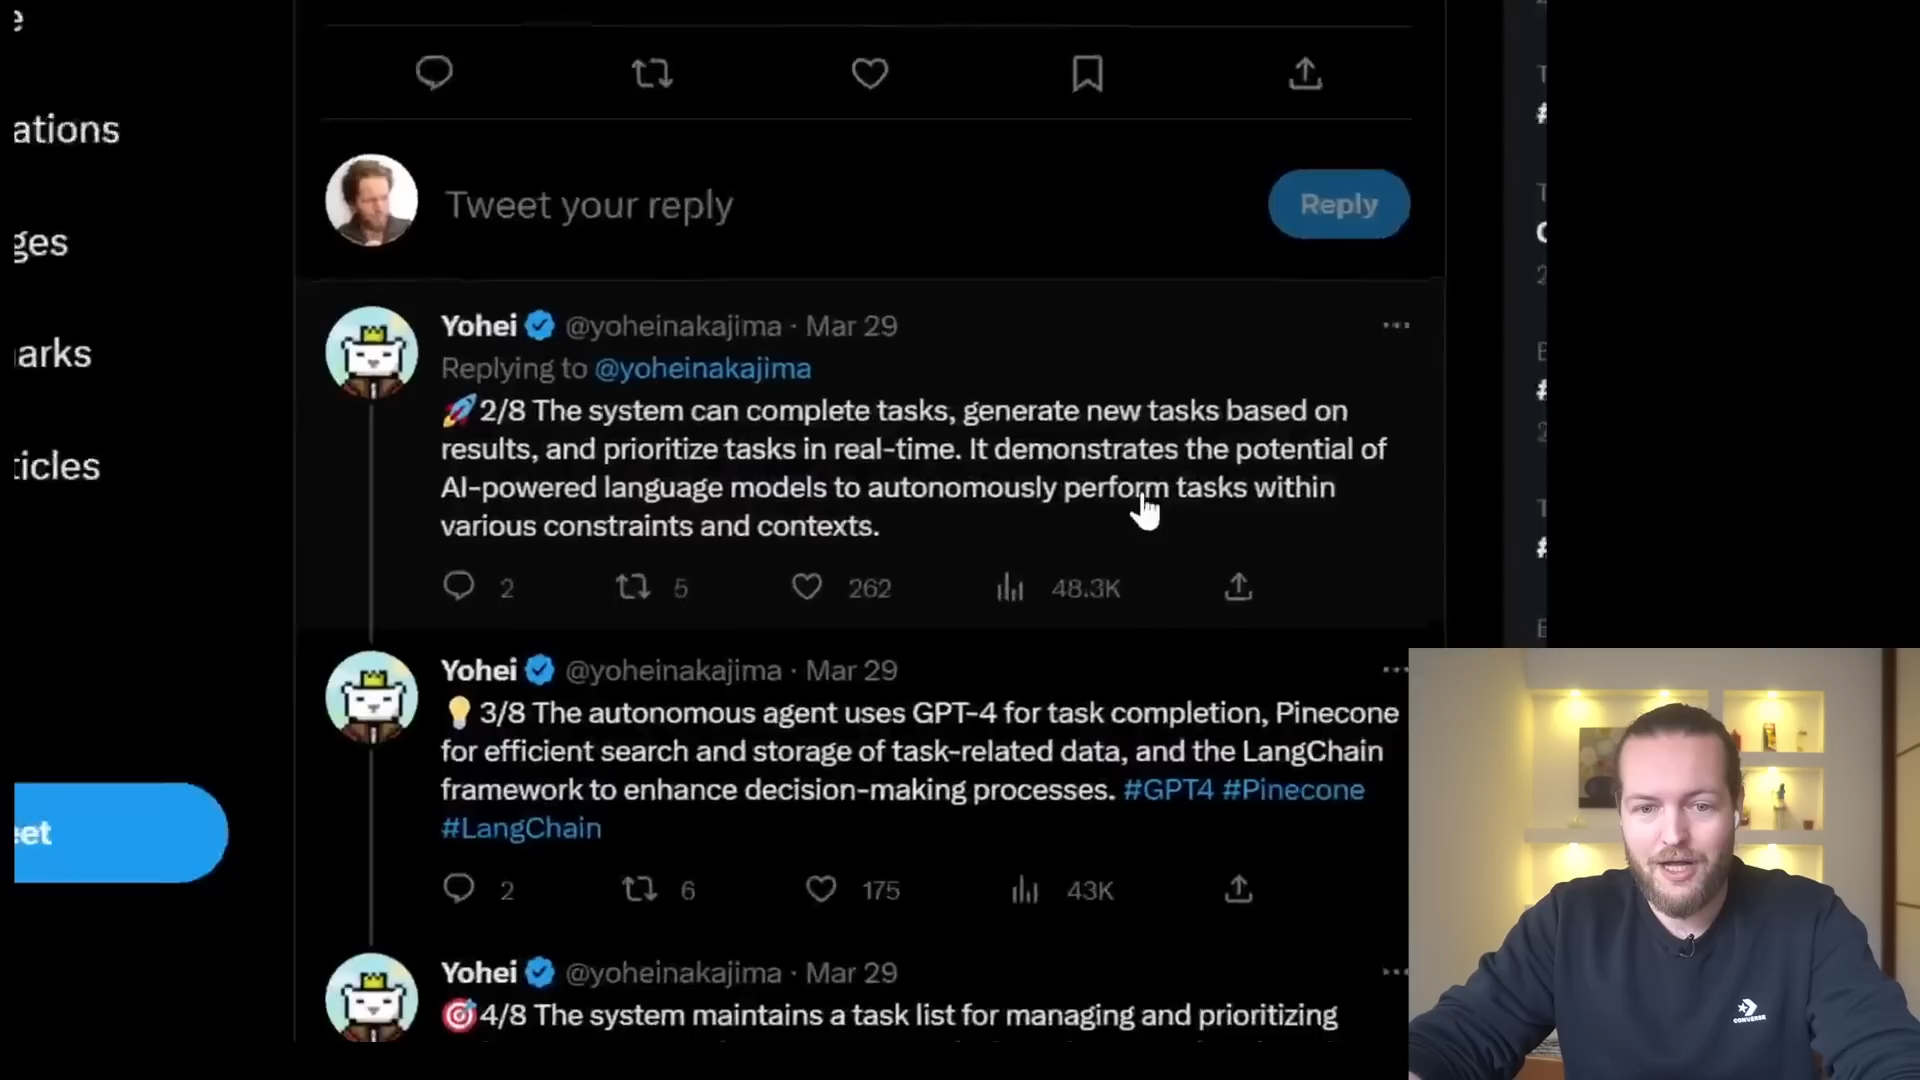 ations
ges
arks
ticles
eet
Tweet your reply
Reply
Yohei @yoheinakajima · Mar 29
Replying to @yoheinakajima
🚀2/8 The system can complete tasks, generate new tasks based on
results, and prioritize tasks in real-time. It demonstrates the potential of
AI-powered language models to autonomously perform tasks within
various constraints and contexts.
2 5 262 48.3K
Yohei @yoheinakajima · Mar 29
💡 3/8 The autonomous agent uses GPT-4 for task completion, Pinecone
for efficient search and storage of task-related data, and the LangChain
framework to enhance decision-making processes. #GPT4 #Pinecone
#LangChain
2 6 175 43K
Yohei @yoheinakajima · Mar 29
🎯4/8 The system maintains a task list for managing and prioritizing
CONVERSE